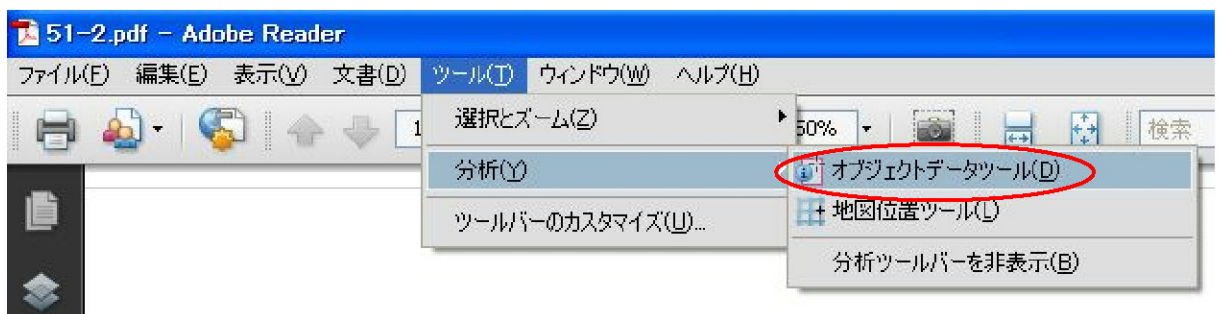 51-2.pdf - Adobe Reader
ファイル(F) 編集(E) 表示(V) 文書(D) ツール(T) ウィンドウ(W) ヘルプ(H)
1
選択とズーム(Z)
50%
検索
分析(Y)
オブジェクトデータツール(D)
ツールバーのカスタマイズ(U)...
地図位置ツール(L)
分析ツールバーを非表示(B)